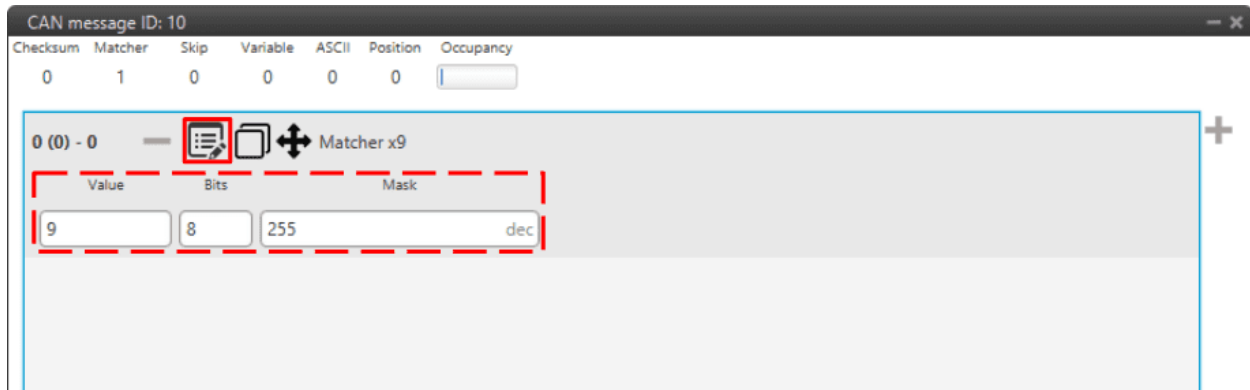 CAN message ID: 10
Checksum Matcher Skip Variable ASCII Position Occupancy
0 1 0 0 0 0
0 (0) - 0 Matcher x9
Value Bits Mask
9 8 255 dec